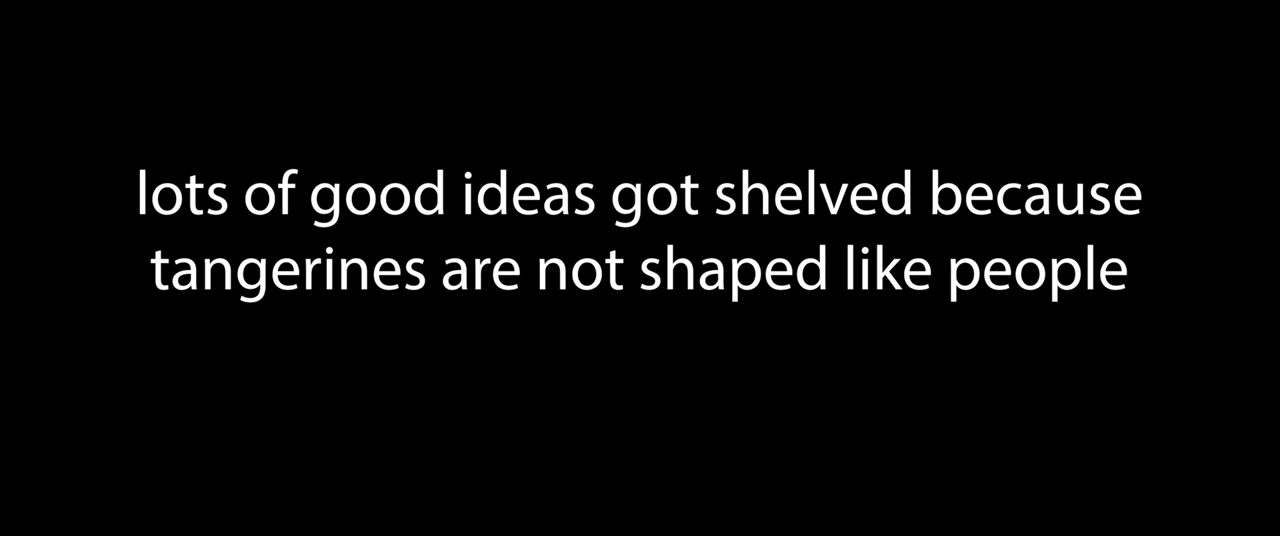 lots of good ideas got shelved because
tangerines are not shaped like people